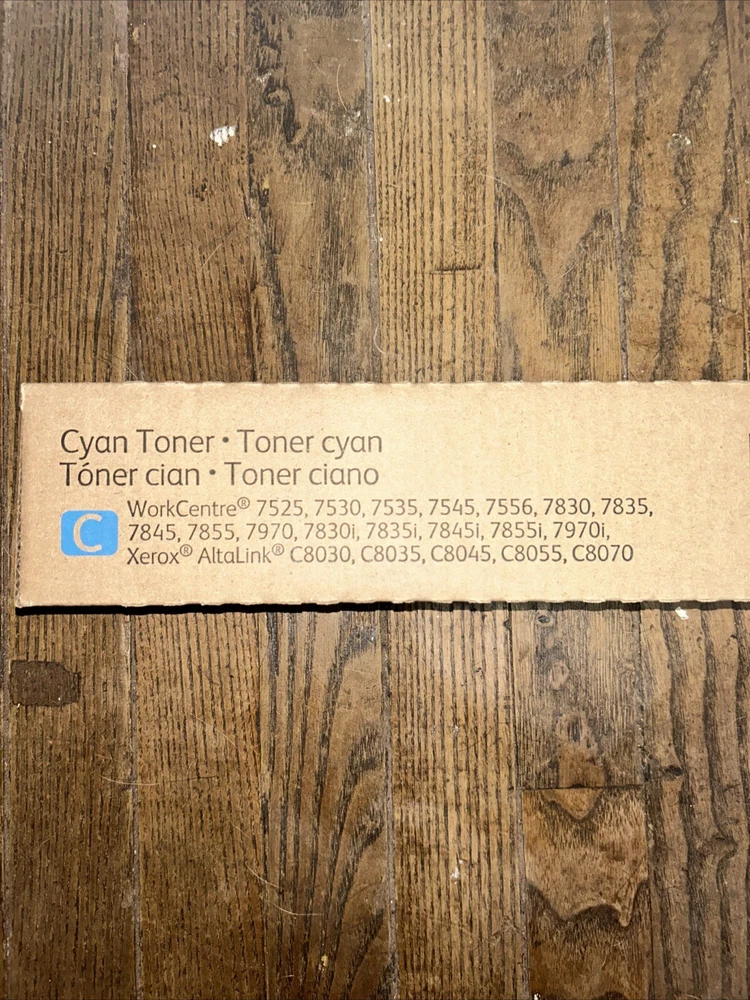 Cyan Toner • Toner cyan
Tóner cian • Toner ciano
C
WorkCentre® 7525, 7530, 7535, 7545, 7556, 7830, 7835,
7845, 7855, 7970, 7830i, 7835i, 7845i, 7855i, 7970i,
Xerox® AltaLink® C8030, C8035, C8045, C8055, C8070